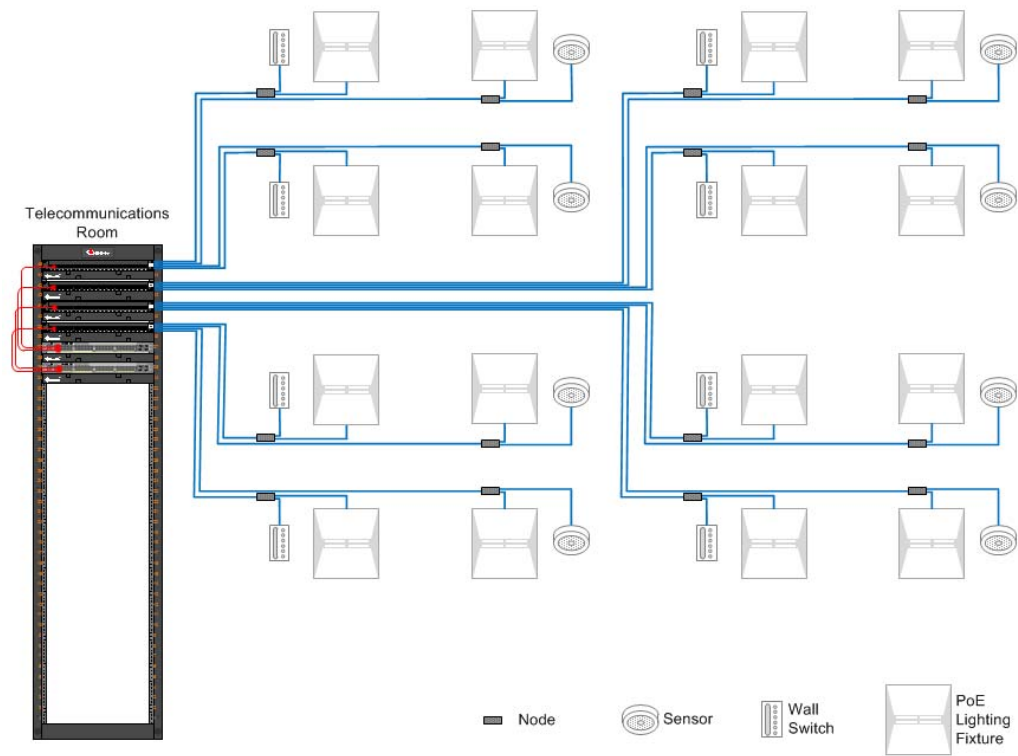 Telecommunications
Room
Node
Sensor
Wall
Switch
PoE
Lighting
Fixture